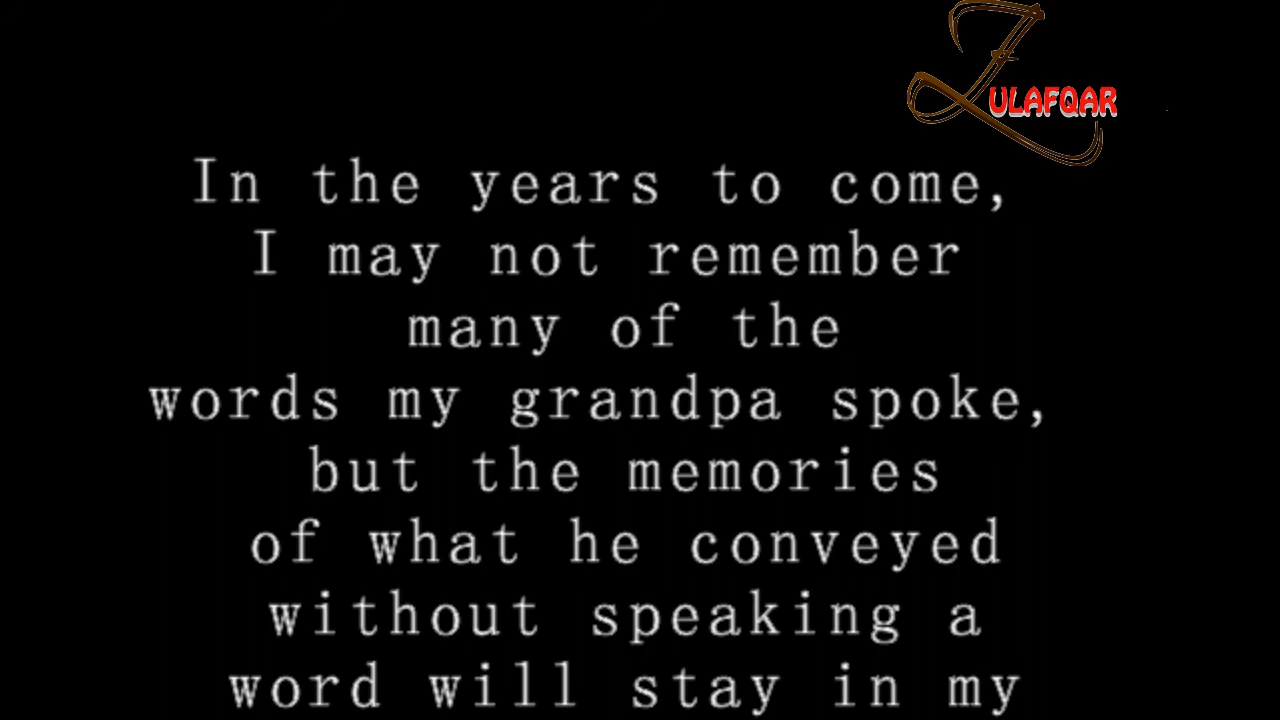 ZULAFQAR
In the years to come,
I may not remember
many of the
words my grandpa spoke,
but the memories
of what he conveyed
without speaking a
word will stay in my